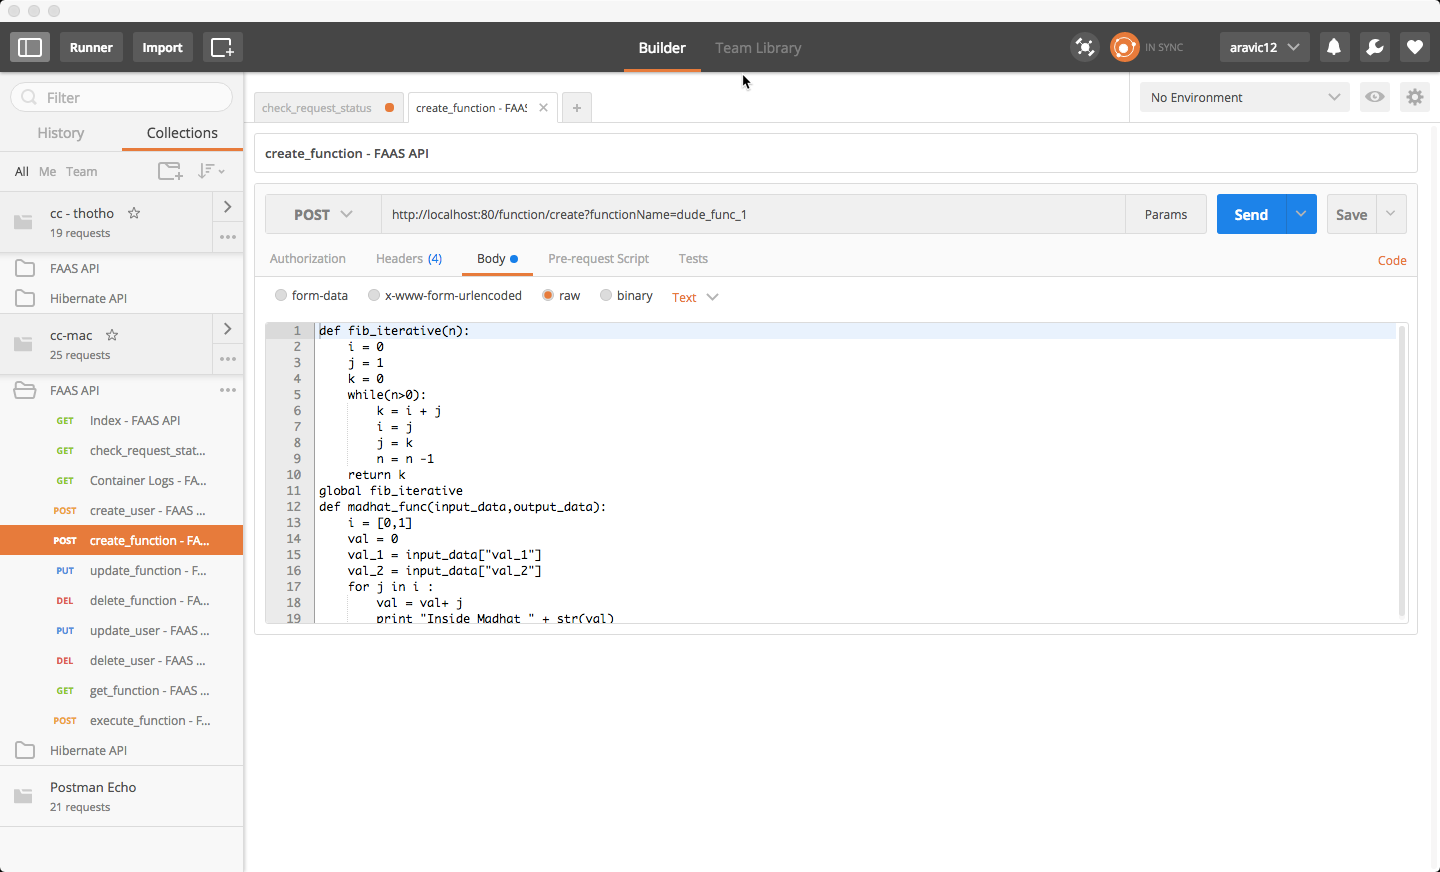 Runner
Import
Builder
Team Library
IN SYNC
aravic12
Filter
History
Collections
All Me Team
cc - thotho
19 requests
FAAS API
Hibernate API
cc-mac
25 requests
FAAS API
GET Index - FAAS API
GET check_request_stat...
GET Container Logs - FA...
POST create_user - FAAS ...
POST create_function - FA...
PUT update_function - F...
DEL delete_function - FA...
PUT update_user - FAAS ...
DEL delete_user - FAAS ...
GET get_function - FAAS ...
POST execute_function - F...
Hibernate API
Postman Echo
21 requests
check_request_status
create_function - FAAS
No Environment
create_function - FAAS API
POST
http://localhost:80/function/create?functionName=dude_func_1
Params
Send
Save
Authorization
Headers (4)
Body
Pre-request Script
Tests
Code
form-data
x-www-form-urlencoded
raw
binary
Text
1 def fib_iterative(n):
2 i = 0
3 j = 1
4 k = 0
5 while(n>0):
6 k = i + j
7 i = j
8 j = k
9 n = n -1
10 return k
11 global fib_iterative
12 def madhat_func(input_data,output_data):
13 i = [0,1]
14 val = 0
15 val_1 = input_data["val_1"]
16 val_2 = input_data["val_2"]
17 for j in i :
18 val = val+ j
19 print "Inside Madhat " + str(val)